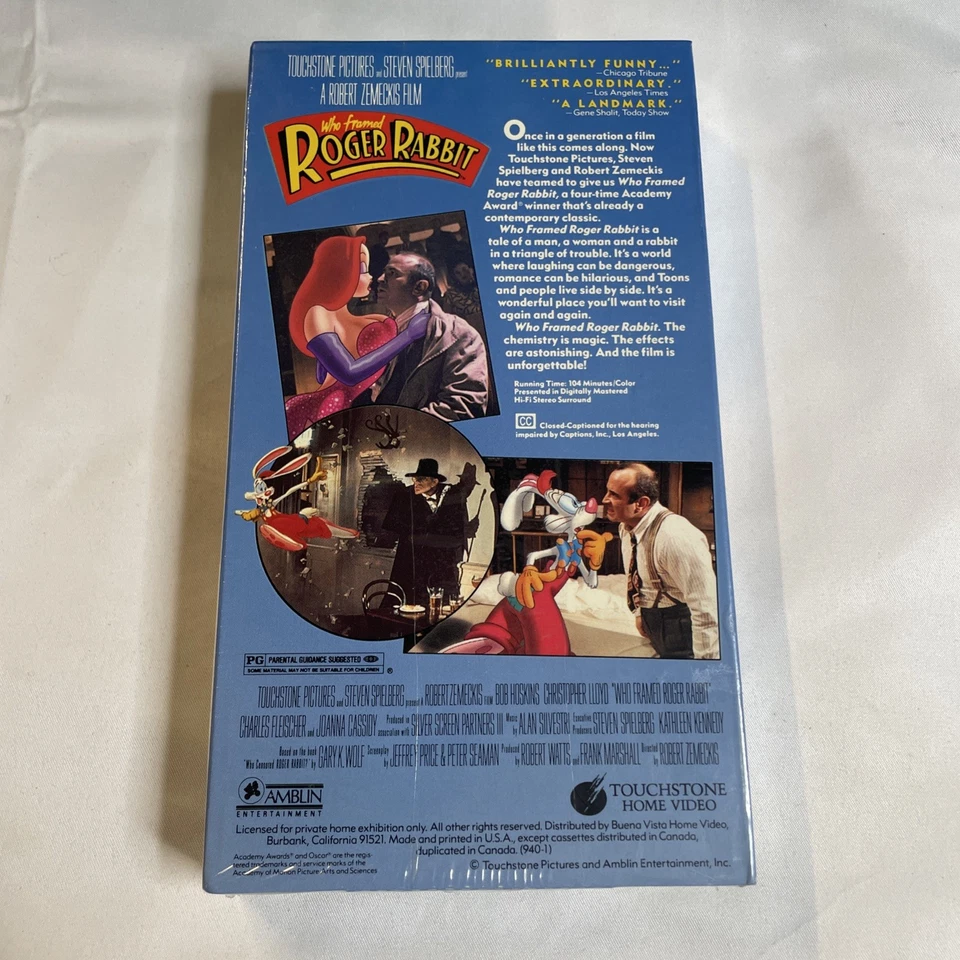 TOUCHSTONE PICTURES and STEVEN SPIELBERG present
A ROBERT ZEMECKIS FILM
Who Framed
ROGER RABBIT
"BRILLIANTLY FUNNY..."
—Chicago Tribune
"EXTRAORDINARY."
—Los Angeles Times
"A LANDMARK."
—Gene Shalit, Today Show
Once in a generation a film
like this comes along. Now
Touchstone Pictures, Steven
Spielberg and Robert Zemeckis
have teamed to give us Who Framed
Roger Rabbit, a four-time Academy
Award® winner that's already a
contemporary classic.
Who Framed Roger Rabbit is a
tale of a man, a woman and a rabbit
in a triangle of trouble. It's a world
where laughing can be dangerous,
romance can be hilarious, and Toons
and people live side by side. It's a
wonderful place you'll want to visit
again and again.
Who Framed Roger Rabbit. The
chemistry is magic. The effects
are astonishing. And the film is
unforgettable!
Running Time: 104 Minutes/Color
Presented in Digitally Mastered
Hi-Fi Stereo Surround
CC Closed-Captioned for the hearing
impaired by Captions, Inc., Los Angeles.
PG PARENTAL GUIDANCE SUGGESTED
SOME MATERIAL MAY NOT BE SUITABLE FOR CHILDREN ®
TOUCHSTONE PICTURES and STEVEN SPIELBERG present A ROBERT ZEMECKIS FILM BOB HOSKINS CHRISTOPHER LLOYD "WHO FRAMED ROGER RABBIT"
CHARLES FLEISCHER and JOANNA CASSIDY Produced in association with SILVER SCREEN PARTNERS III Music by ALAN SILVESTRI Executive Producers STEVEN SPIELBERG KATHLEEN KENNEDY
Based on the book "Who Censored ROGER RABBIT?" by GARY K. WOLF Screenplay by JEFFREY PRICE & PETER SEAMAN Produced by ROBERT WATTS and FRANK MARSHALL Directed by ROBERT ZEMECKIS
AMBLIN
ENTERTAINMENT
TOUCHSTONE
HOME VIDEO
Licensed for private home exhibition only. All other rights reserved. Distributed by Buena Vista Home Video,
Burbank, California 91521. Made and printed in U.S.A., except cassettes distributed in Canada,
duplicated in Canada. (940-1)
Academy Awards® and Oscar® are the regis-
tered trademarks and service marks of the
Academy of Motion Picture Arts and Sciences
© Touchstone Pictures and Amblin Entertainment, Inc.